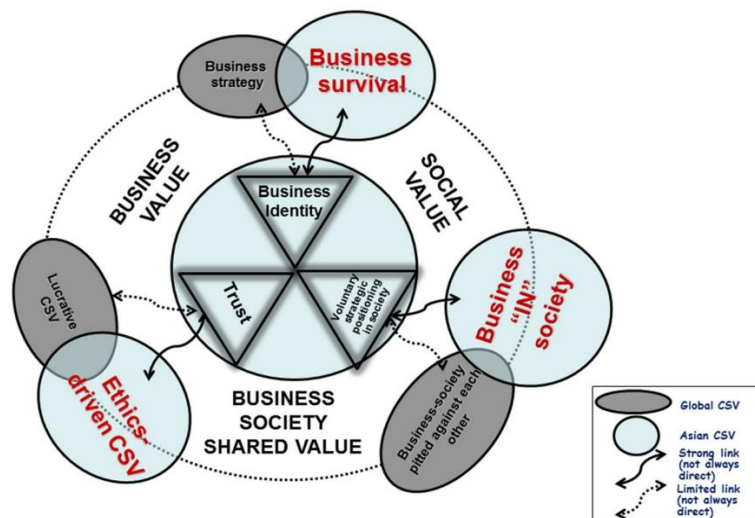 Business
strategy
Business
survival
BUSINESS
VALUE
SOCIAL
VALUE
Business
Identity
Lucrative
CSV
Trust
Voluntary
strategic
positioning
in society
Business
"IN"
society
Ethics-
driven CSV
BUSINESS
SOCIETY
SHARED VALUE
Business-society
pitted against each
other
Global CSV
Asian CSV
Strong link
(not always
direct)
Limited link
(not always
direct)